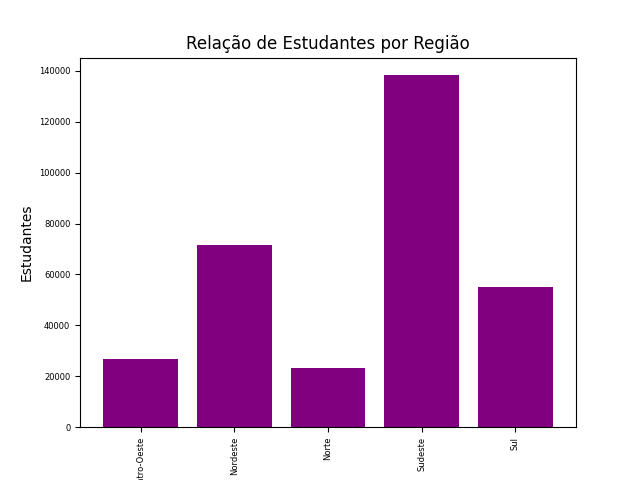 Relação de Estudantes por Região
Estudantes
140000
120000
100000
80000
60000
40000
20000
0
ntro-Oeste
Nordeste
Norte
Sudeste
Sul